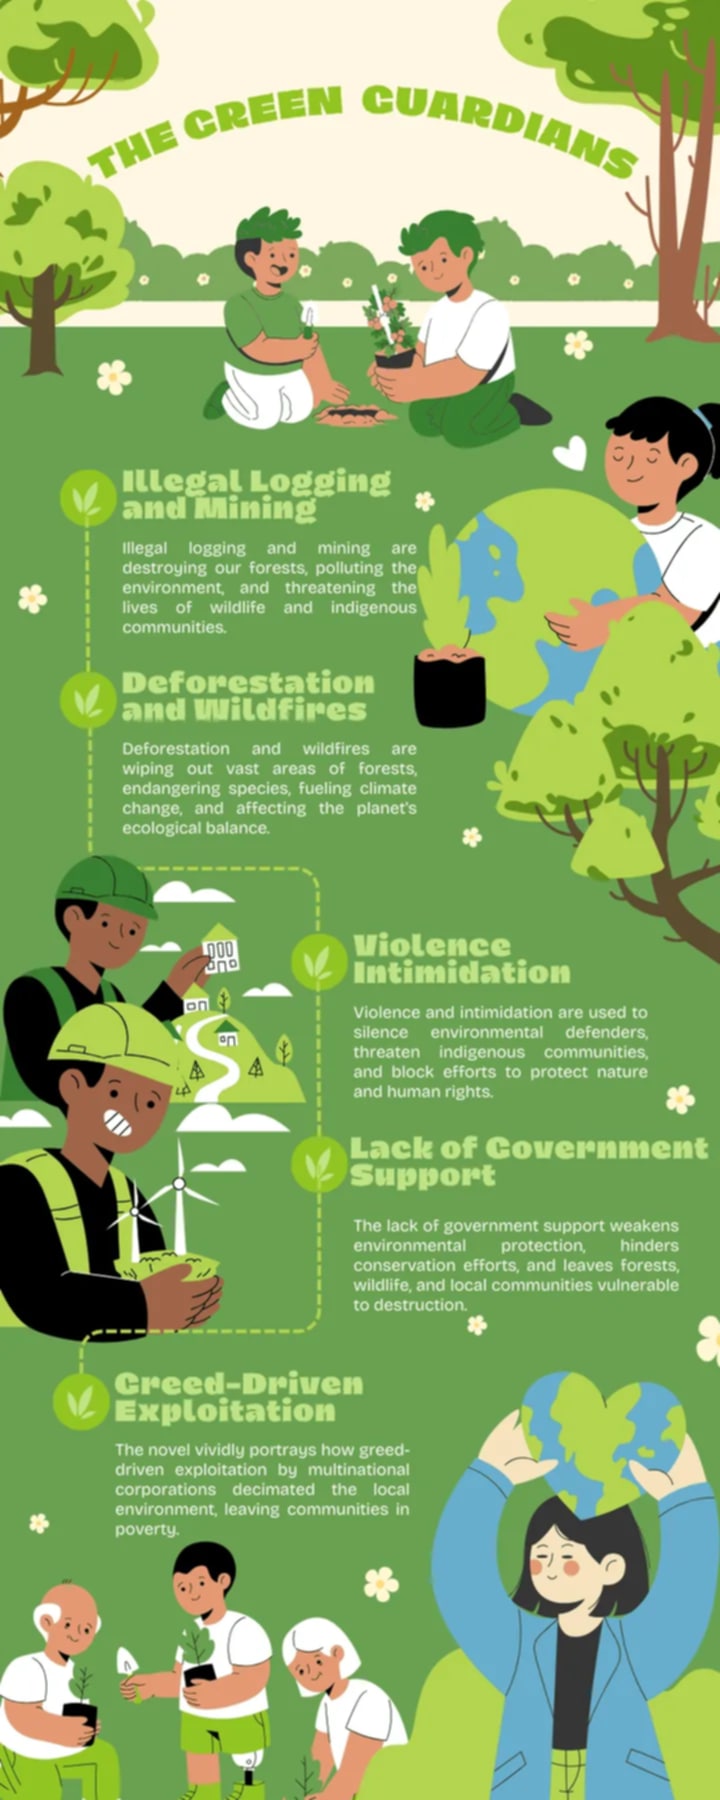 THE GREEN GUARDIANS
Illegal Logging
and Mining
Illegal logging and mining are
destroying our forests, polluting the
environment, and threatening the
lives of wildlife and indigenous
communities.
Deforestation
and Wildfires
Deforestation and wildfires are
wiping out vast areas of forests,
endangering species, fueling climate
change, and affecting the planet's
ecological balance.
Violence
Intimidation
Violence and intimidation are used to
silence environmental defenders,
threaten indigenous communities,
and block efforts to protect nature
and human rights.
Lack of Government
Support
The lack of government support weakens
environmental protection, hinders
conservation efforts, and leaves forests,
wildlife, and local communities vulnerable
to destruction.
Greed-Driven
Exploitation
The novel vividly portrays how greed-
driven exploitation by multinational
corporations decimated the local
environment, leaving communities in
poverty.